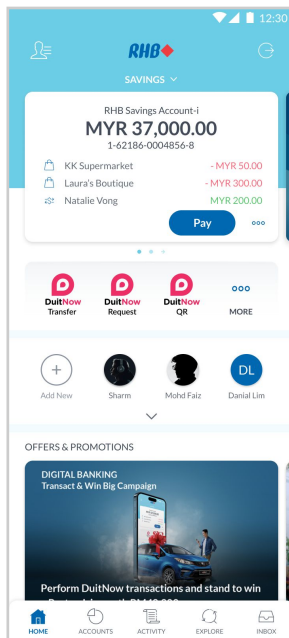 12:30
RHB
SAVINGS
RHB Savings Account-i
MYR 37,000.00
1-62186-0004856-8
KK Supermarket - MYR 50.00
Laura's Boutique - MYR 300.00
Natalie Vong MYR 200.00
Pay
DuitNow DuitNow DuitNow
Transfer Request QR MORE
DL
Add New Sharm Mohd Faiz Danial Lim
OFFERS & PROMOTIONS
DIGITAL BANKING
Transact & Win Big Campaign
Perform DuitNow transactions and stand to win
HOME ACCOUNTS ACTIVITY EXPLORE INBOX